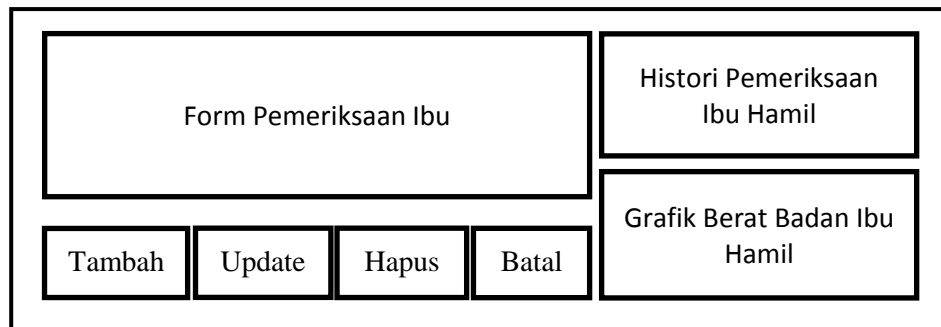 Form Pemeriksaan Ibu
Histori Pemeriksaan
Ibu Hamil
Grafik Berat Badan Ibu
Hamil
Tambah
Update
Hapus
Batal